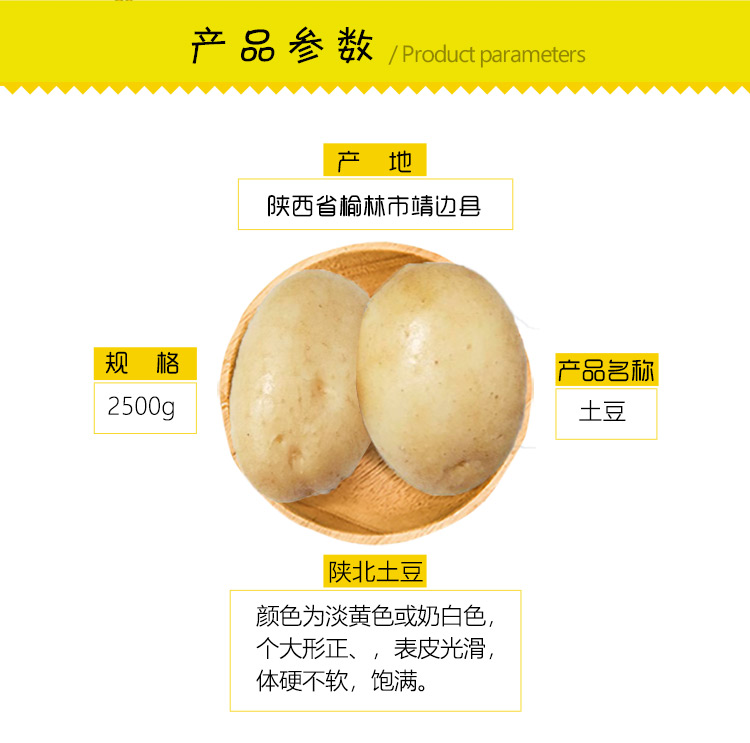 产品参数 / Product parameters
产 地
陕西省榆林市靖边县
规 格
2500g
产品名称
土豆
陕北土豆
颜色为淡黄色或奶白色，
个大形正、，表皮光滑，
体硬不软，饱满。